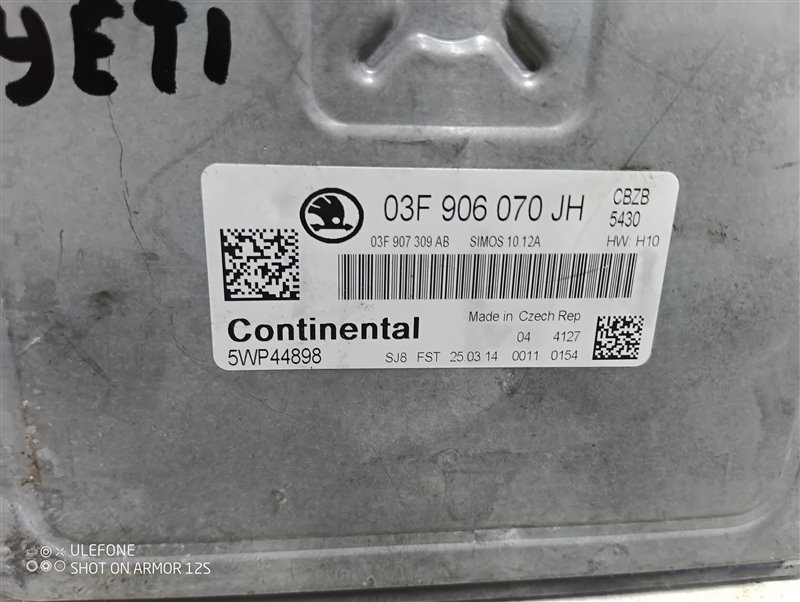 YETI
03F 906 070 JH
CBZB
5430
03F 907 309 AB SIMOS 10.12A HW: H10
Continental
Made in Czech Rep.
04 4127
5WP44898
SJ8 FST 25.03.14 0011 0154
ULEFONE
SHOT ON ARMOR 12S